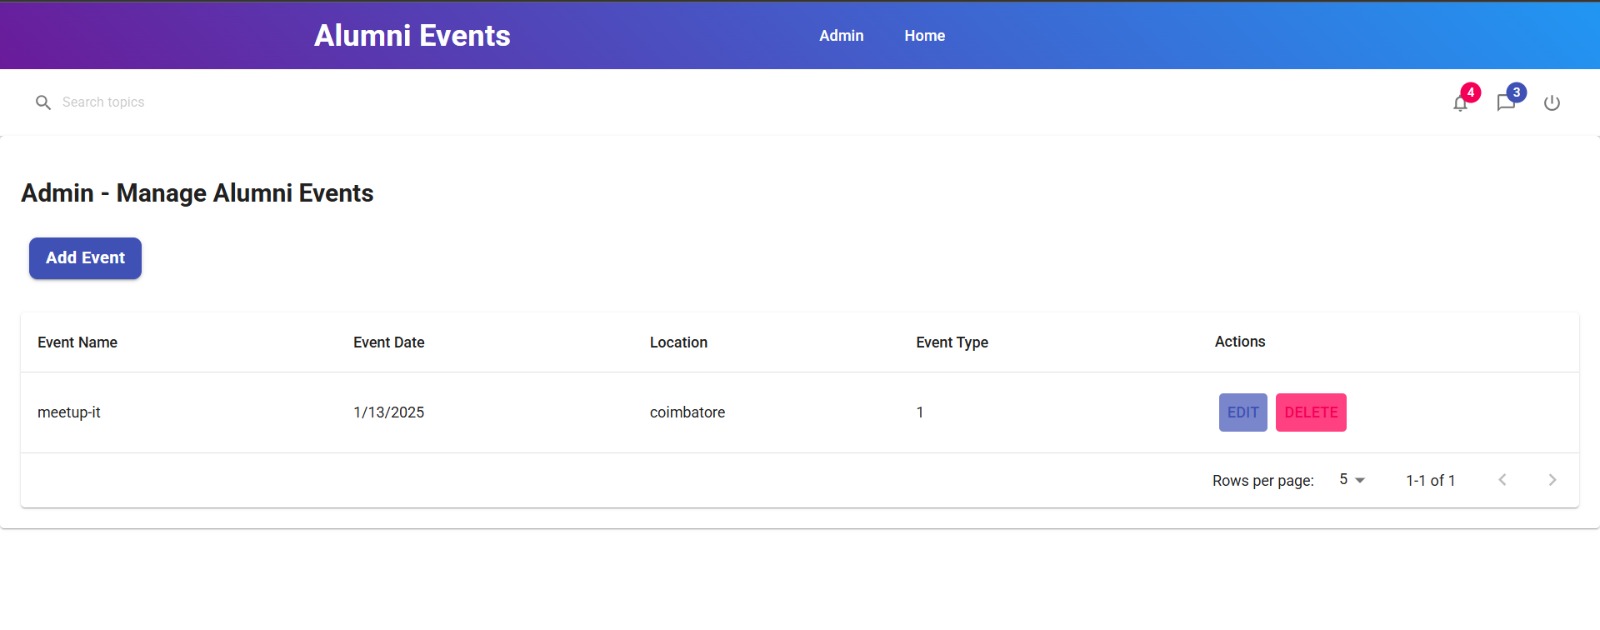 Alumni Events Admin Home
Search topics 4 3
Admin - Manage Alumni Events
Add Event
Event Name Event Date Location Event Type Actions
meetup-it 1/13/2025 coimbatore 1 EDIT DELETE
Rows per page: 5 1-1 of 1